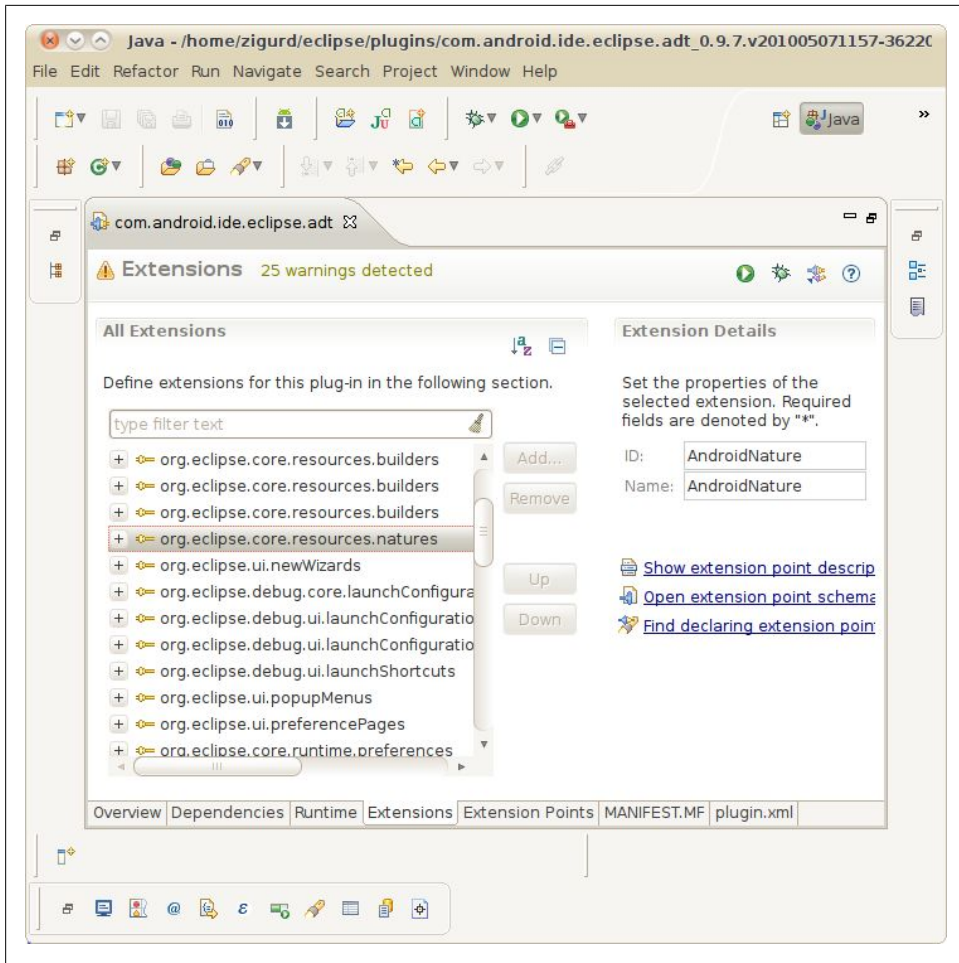 Java - /home/zigurd/eclipse/plugins/com.android.ide.eclipse.adt_0.9.7.v201005071157-36220
File Edit Refactor Run Navigate Search Project Window Help
Java
com.android.ide.eclipse.adt
Extensions 25 warnings detected
All Extensions
Define extensions for this plug-in in the following section.
type filter text
org.eclipse.core.resources.builders
org.eclipse.core.resources.builders
org.eclipse.core.resources.builders
org.eclipse.core.resources.natures
org.eclipse.ui.newWizards
org.eclipse.debug.core.launchConfigura
org.eclipse.debug.ui.launchConfiguratio
org.eclipse.debug.ui.launchConfiguratio
org.eclipse.debug.ui.launchShortcuts
org.eclipse.ui.popupMenus
org.eclipse.ui.preferencePages
org.eclipse.core.runtime.preferences
Add...
Remove
Up
Down
Extension Details
Set the properties of the
selected extension. Required
fields are denoted by "*".
ID: AndroidNature
Name: AndroidNature
Show extension point descrip
Open extension point schema
Find declaring extension poin
Overview Dependencies Runtime Extensions Extension Points MANIFEST.MF plugin.xml